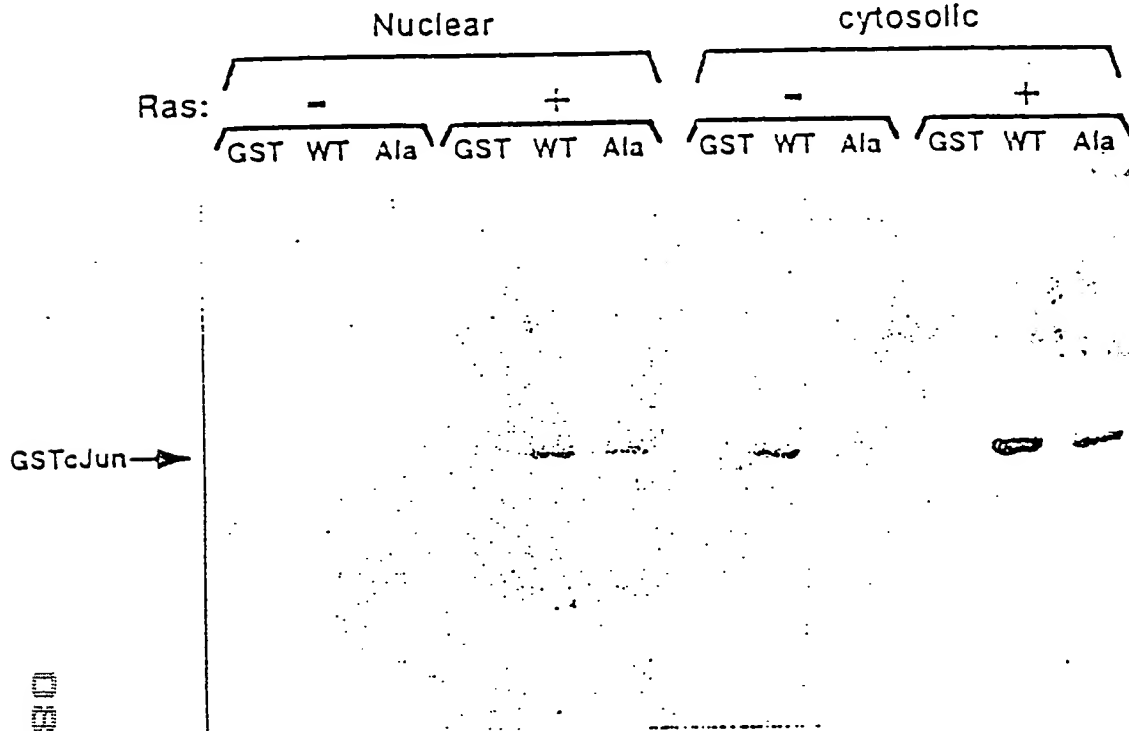 Nuclear cytosolic
Ras: - + - +
GST WT Ala GST WT Ala GST WT Ala GST WT Ala
GSTcJun